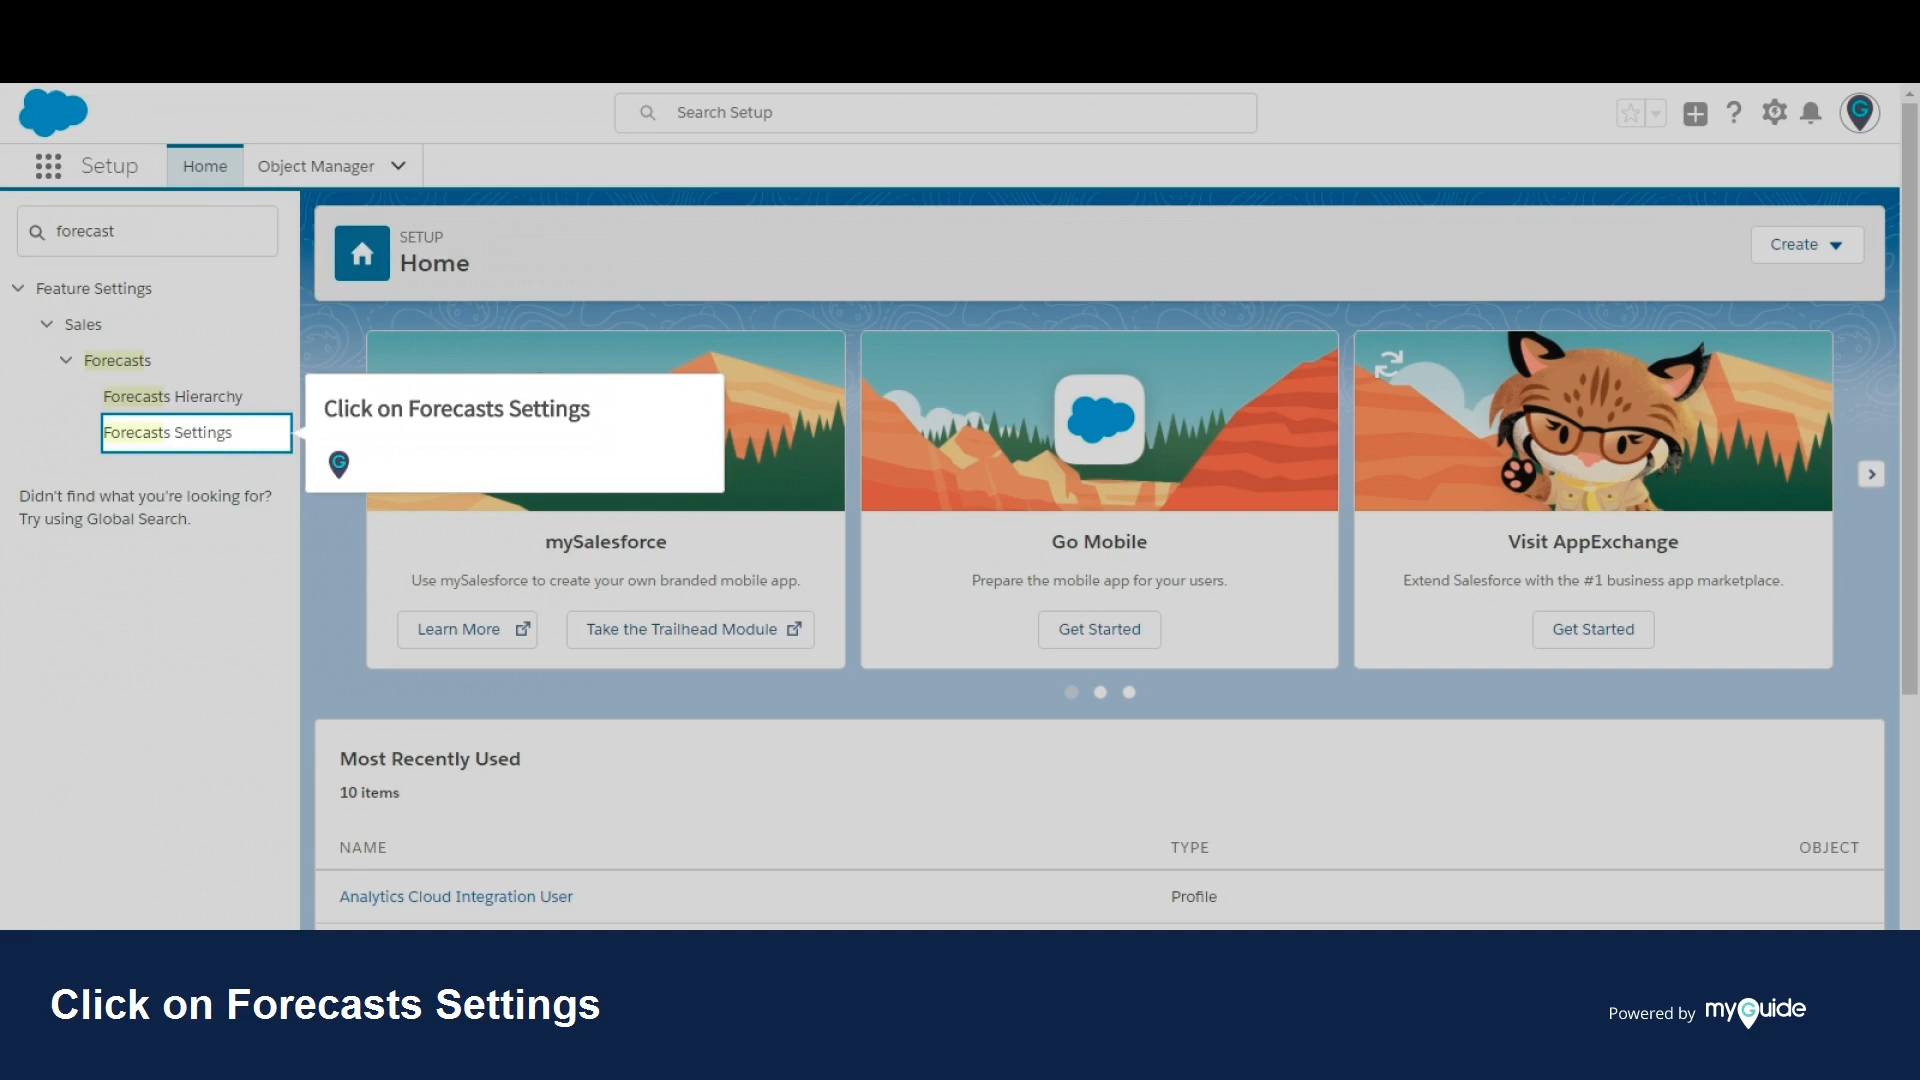 Search Setup
Setup
Home
Object Manager
forecast
Feature Settings
Sales
Forecasts
Forecasts Hierarchy
Forecasts Settings
Didn't find what you're looking for?
Try using Global Search.
SETUP
Home
Create
Click on Forecasts Settings
G
G
mySalesforce
Use mySalesforce to create your own branded mobile app.
Learn More
Take the Trailhead Module
Go Mobile
Prepare the mobile app for your users.
Get Started
Visit AppExchange
Extend Salesforce with the #1 business app marketplace.
Get Started
Most Recently Used
10 items
NAME TYPE OBJECT
Analytics Cloud Integration User Profile
Click on Forecasts Settings
Powered by myGuide